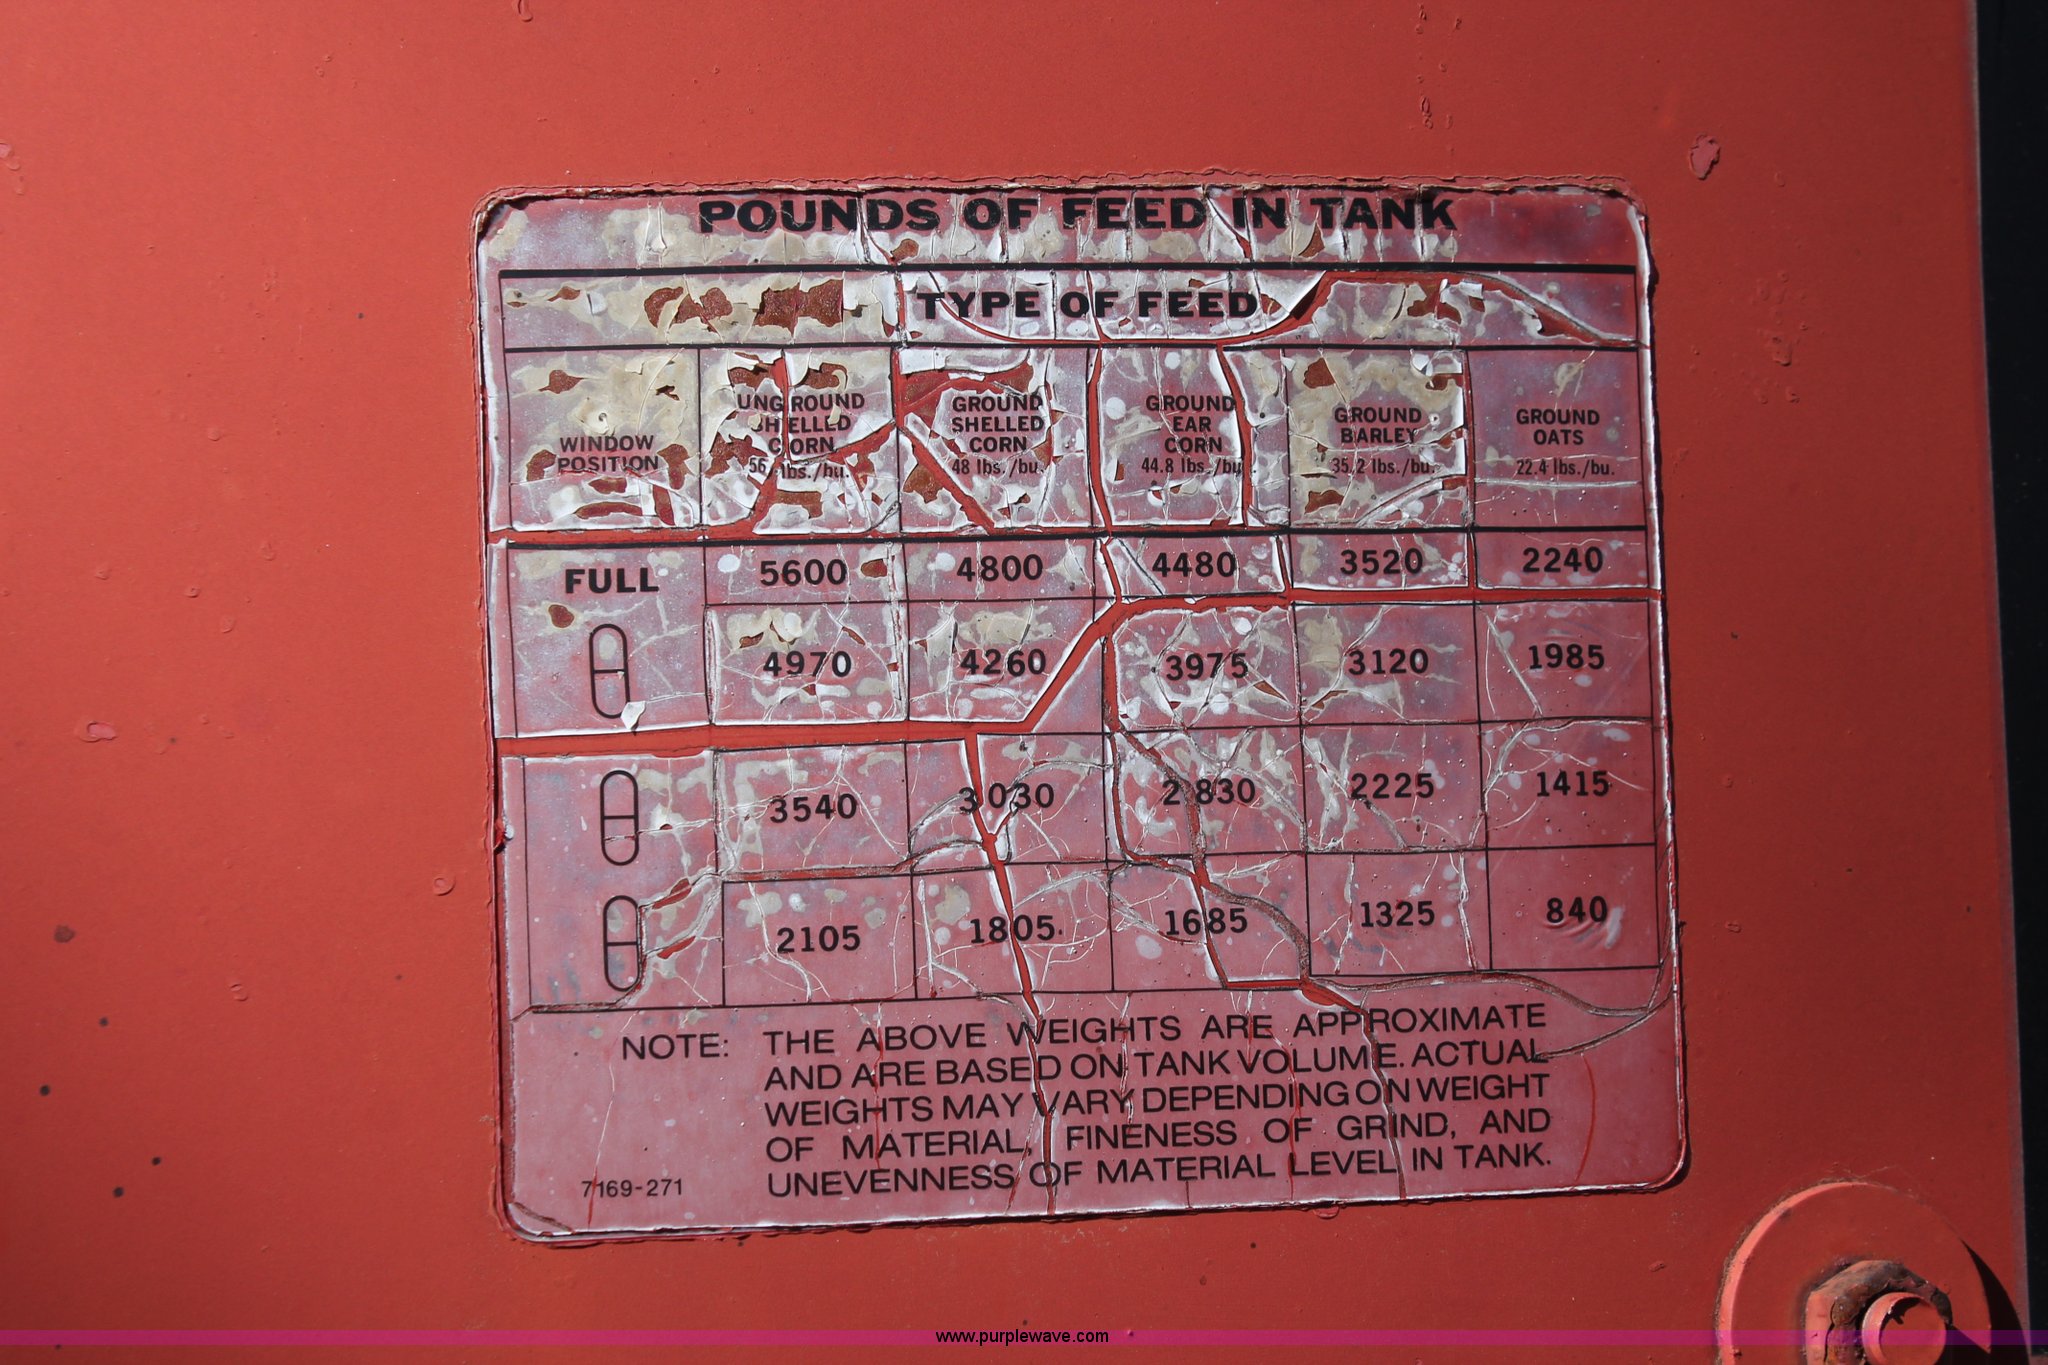 POUNDS OF FEED IN TANK
TYPE OF FEED
WINDOW POSITION
UNGROUND SHELLED CORN 56 lbs./bu.
GROUND SHELLED CORN 48 lbs./bu.
GROUND EAR CORN 44.8 lbs./bu.
GROUND BARLEY 35.2 lbs./bu.
GROUND OATS 22.4 lbs./bu.
FULL 5600 4800 4480 3520 2240
4970 4260 3975 3120 1985
3540 3030 2830 2225 1415
2105 1805 1685 1325 840
NOTE: THE ABOVE WEIGHTS ARE APPROXIMATE
AND ARE BASED ON TANK VOLUME. ACTUAL
WEIGHTS MAY VARY DEPENDING ON WEIGHT
OF MATERIAL, FINENESS OF GRIND, AND
UNEVENNESS OF MATERIAL LEVEL IN TANK.
7169-271
www.purplewave.com